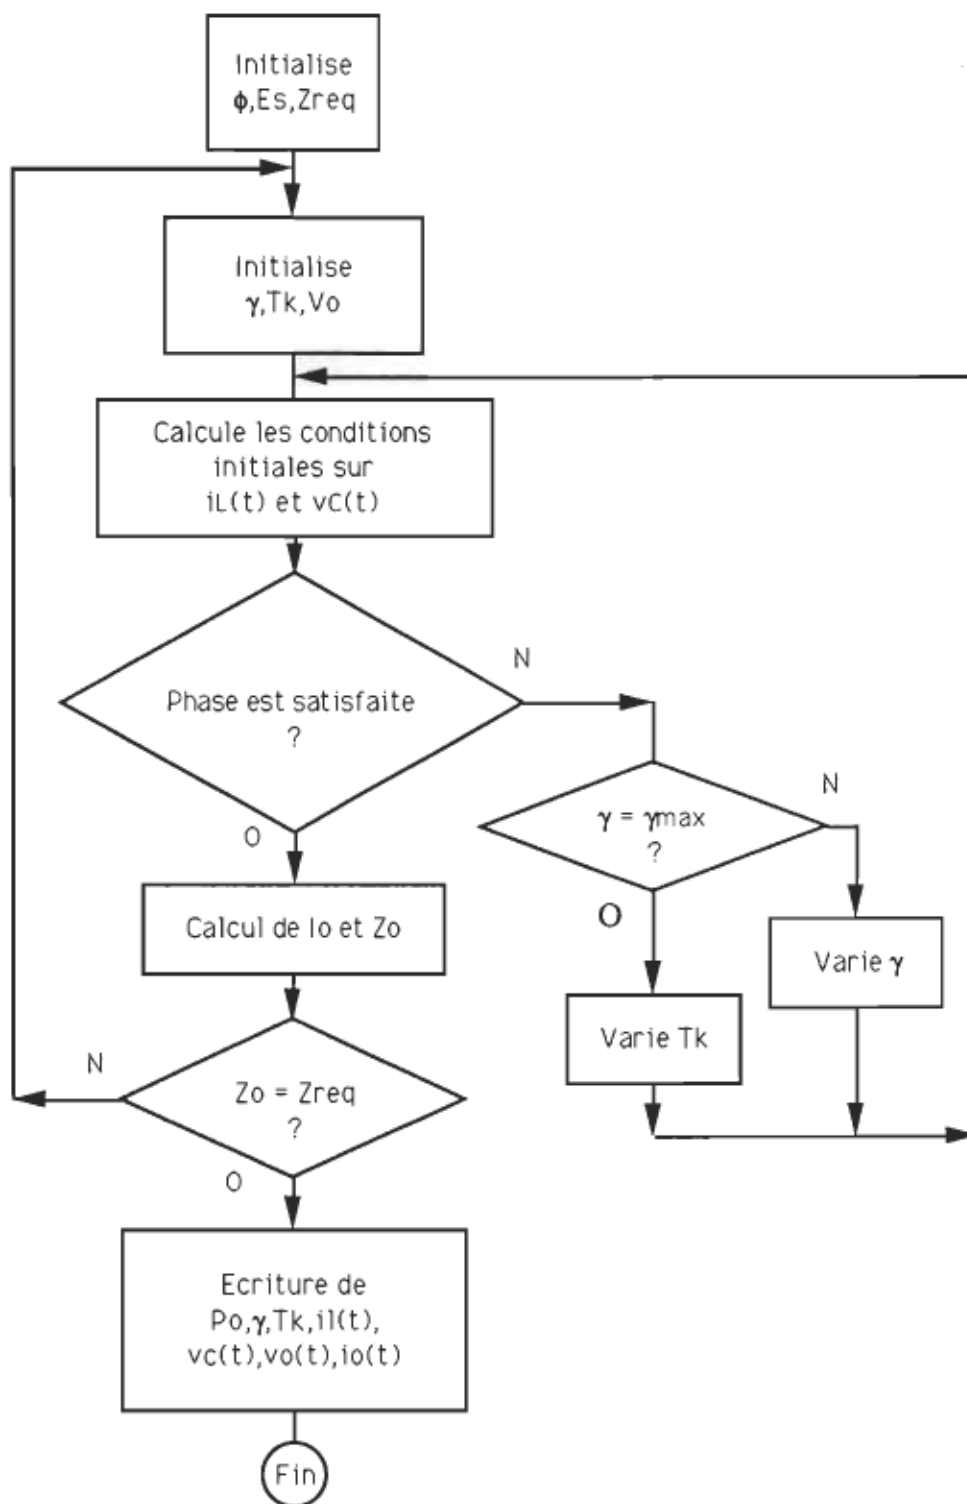 Initialise
ϕ,Es,Zreq
Initialise
γ,Tk,Vo
Calcule les conditions
initiales sur
iL(t) et vC(t)
N
Phase est satisfaite
?
N
γ = γmax
?
O
O
Calcul de Io et Zo
Varie γ
Varie Tk
N
Zo = Zreq
?
O
Ecriture de
Po,γ,Tk,il(t),
vc(t),vo(t),io(t)
Fin